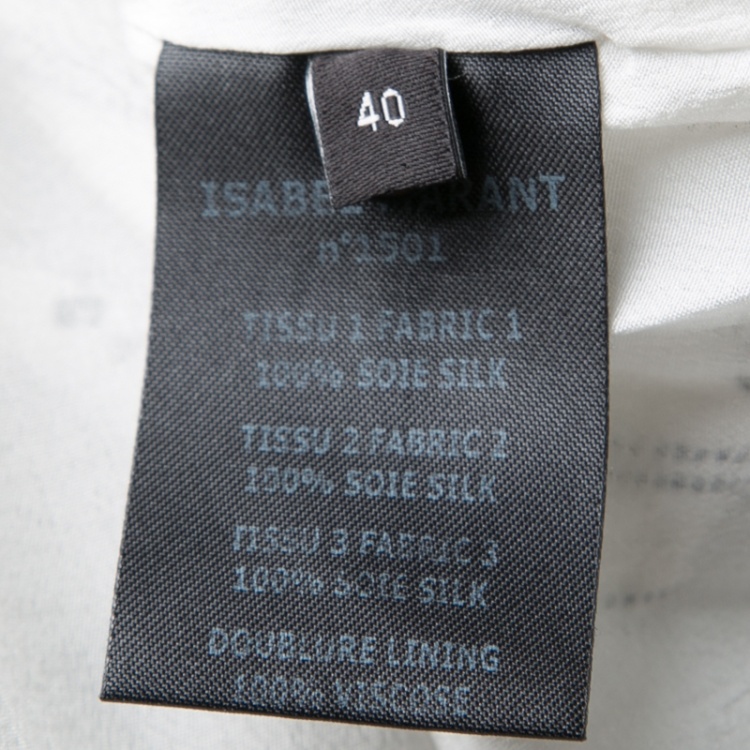 40
ISABEL MARANT
n°1501
TISSU 1 FABRIC 1
100% SOIE SILK
TISSU 2 FABRIC 2
100% SOIE SILK
TISSU 3 FABRIC 3
100% SOIE SILK
DOUBLURE LINING
100% VISCOSE